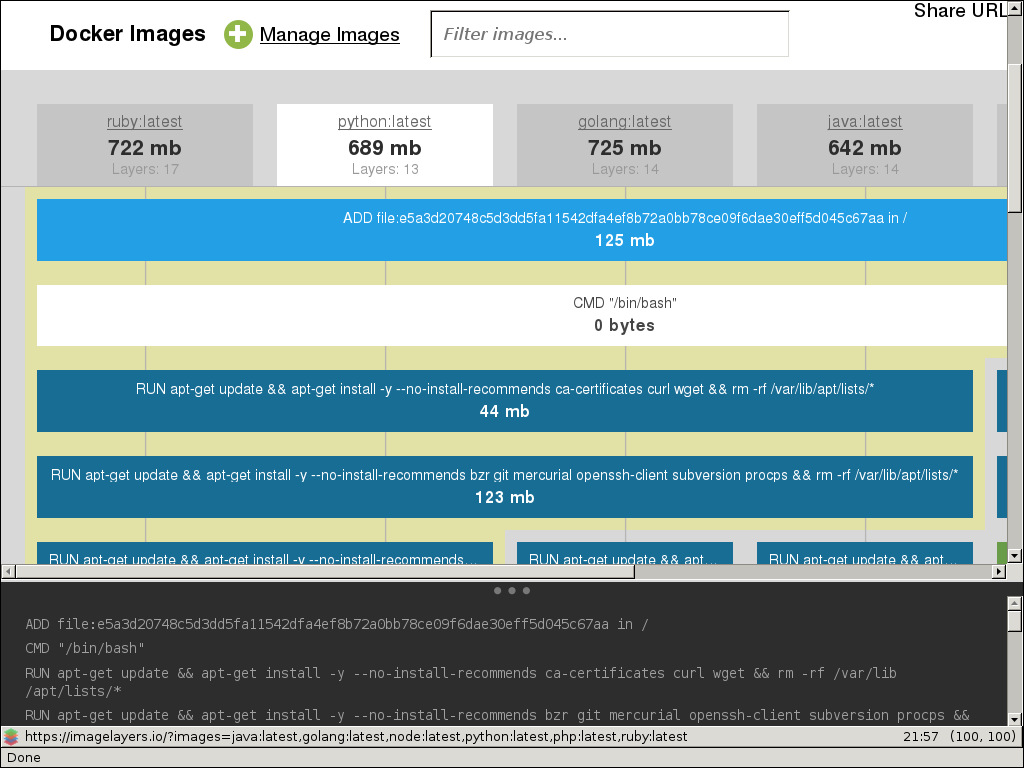 Share URL
Docker Images
Manage Images
Filter images...
ruby:latest
722 mb
Layers: 17
python:latest
689 mb
Layers: 13
golang:latest
725 mb
Layers: 14
java:latest
642 mb
Layers: 14
ADD file:e5a3d20748c5d3dd5fa11542dfa4ef8b72a0bb78ce09f6dae30eff5d045c67aa in /
125 mb
CMD "/bin/bash"
0 bytes
RUN apt-get update && apt-get install -y --no-install-recommends ca-certificates curl wget && rm -rf /var/lib/apt/lists/*
44 mb
RUN apt-get update && apt-get install -y --no-install-recommends bzr git mercurial openssh-client subversion procps && rm -rf /var/lib/apt/lists/*
123 mb
RUN apt-get update && apt-get install -y --no-install-recommends...
RUN apt-get update && apt...
RUN apt-get update && apt...
ADD file:e5a3d20748c5d3dd5fa11542dfa4ef8b72a0bb78ce09f6dae30eff5d045c67aa in /
CMD "/bin/bash"
RUN apt-get update && apt-get install -y --no-install-recommends ca-certificates curl wget && rm -rf /var/lib
/apt/lists/*
RUN apt-get update && apt-get install -y --no-install-recommends bzr git mercurial openssh-client subversion procps &&
https://imagelayers.io/?images=java:latest,golang:latest,node:latest,python:latest,php:latest,ruby:latest
21:57 (100, 100)
Done